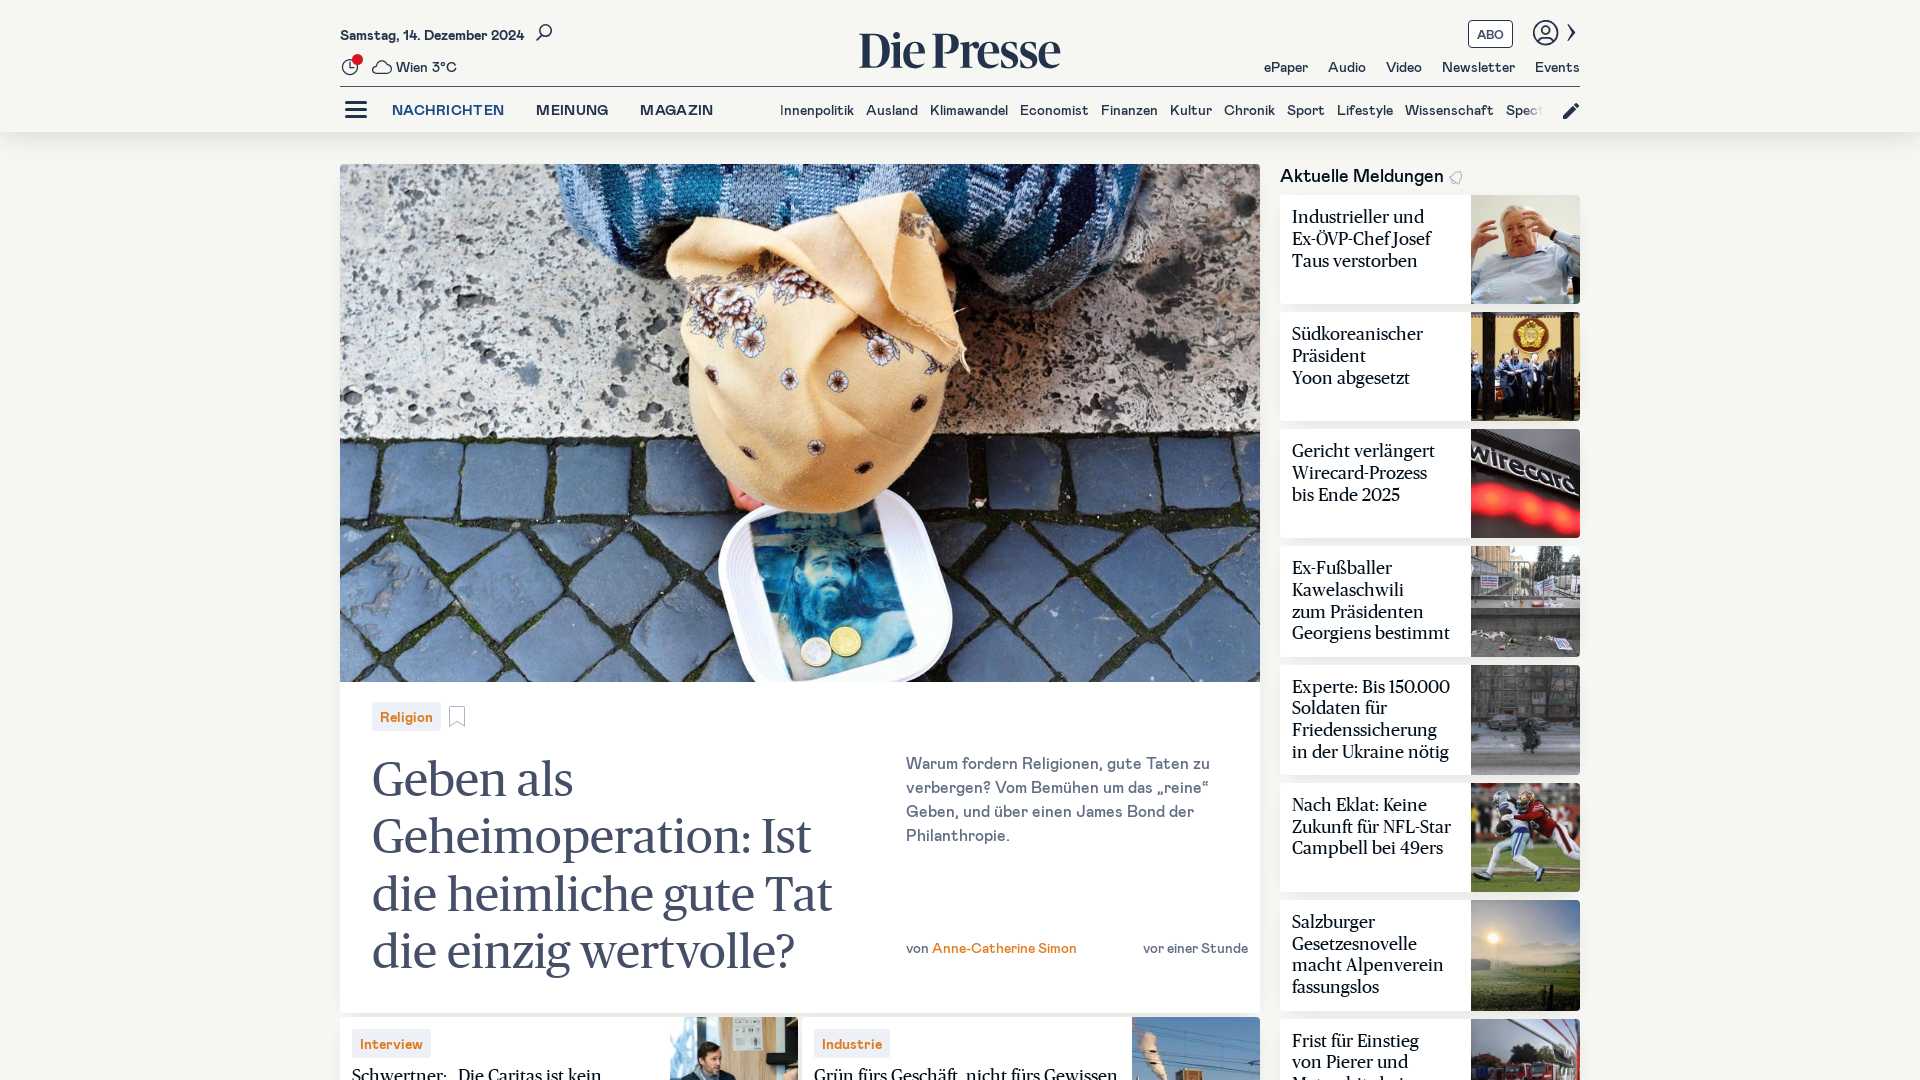 Samstag, 14. Dezember 2024
Wien 3°C
Die Presse
ABO
ePaper Audio Video Newsletter Events
NACHRICHTEN MEINUNG MAGAZIN
Innenpolitik Ausland Klimawandel Economist Finanzen Kultur Chronik Sport Lifestyle Wissenschaft
Religion
Geben als
Geheimoperation: Ist
die heimliche gute Tat
die einzig wertvolle?
Warum fordern Religionen, gute Taten zu
verbergen? Vom Bemühen um das „reine“
Geben, und über einen James Bond der
Philanthropie.
von Anne-Catherine Simon vor einer Stunde
Interview
Schwertner: „Die Caritas ist kein
Industrie
Grün fürs Geschäft, nicht fürs Gewissen
Aktuelle Meldungen
Industrieller und
Ex-ÖVP-Chef Josef
Taus verstorben
Südkoreanischer
Präsident
Yoon abgesetzt
Gericht verlängert
Wirecard-Prozess
bis Ende 2025
wirecard
Ex-Fußballer
Kawelaschwili
zum Präsidenten
Georgiens bestimmt
Experte: Bis 150.000
Soldaten für
Friedenssicherung
in der Ukraine nötig
Nach Eklat: Keine
Zukunft für NFL-Star
Campbell bei 49ers
Salzburger
Gesetzesnovelle
macht Alpenverein
fassungslos
Frist für Einstieg
von Pierer und